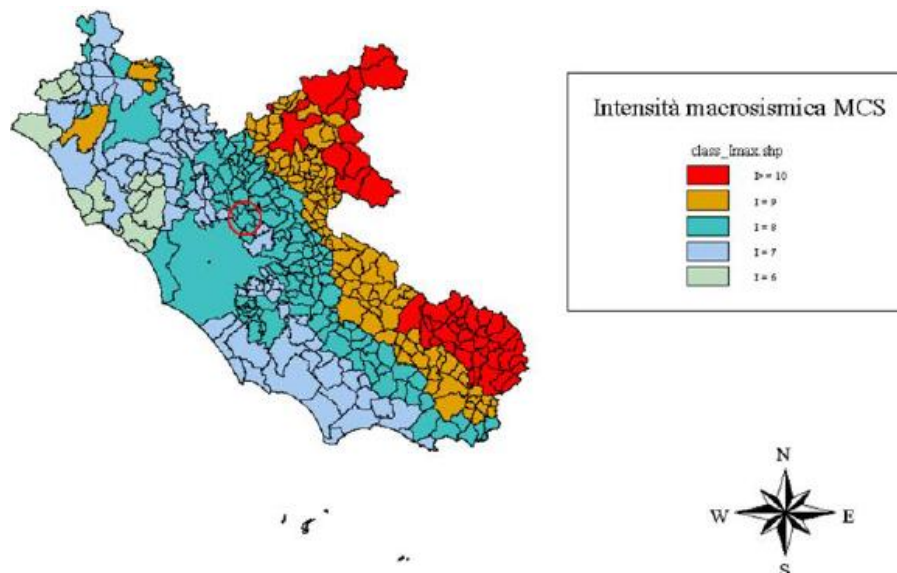 Intensità macrosismica MCS
class_Imax.shp
I> = 10
I = 9
I = 8
I = 7
I = 6
N
W E
S